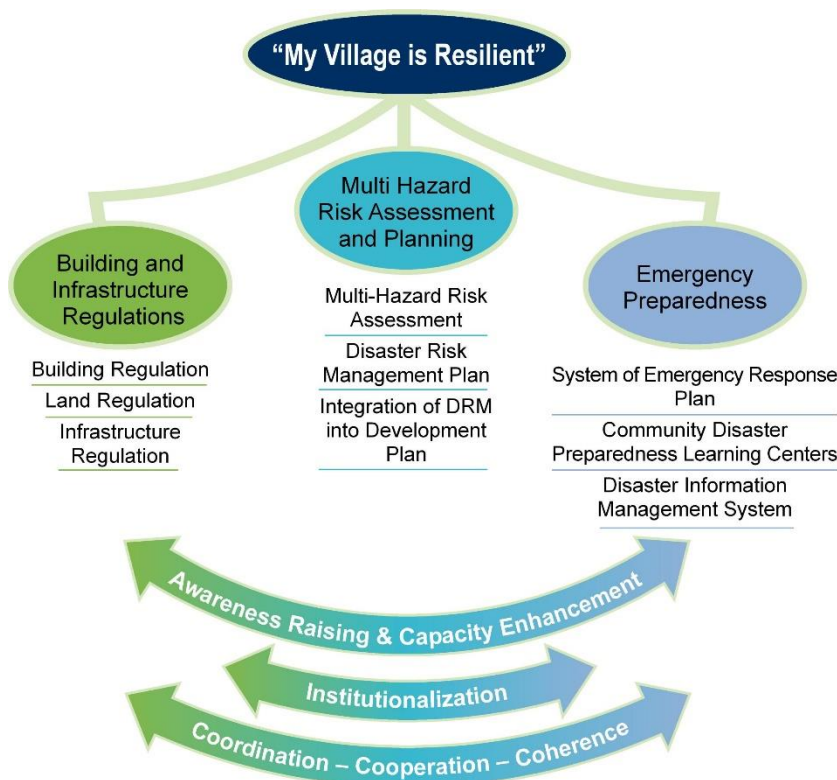 “My Village is Resilient”
Building and
Infrastructure
Regulations
Building Regulation
Land Regulation
Infrastructure
Regulation
Multi Hazard
Risk Assessment
and Planning
Multi-Hazard Risk
Assessment
Disaster Risk
Management Plan
Integration of DRM
into Development
Plan
Emergency
Preparedness
System of Emergency Response
Plan
Community Disaster
Preparedness Learning Centers
Disaster Information
Management System
Awareness Raising & Capacity Enhancement
Institutionalization
Coordination – Cooperation – Coherence